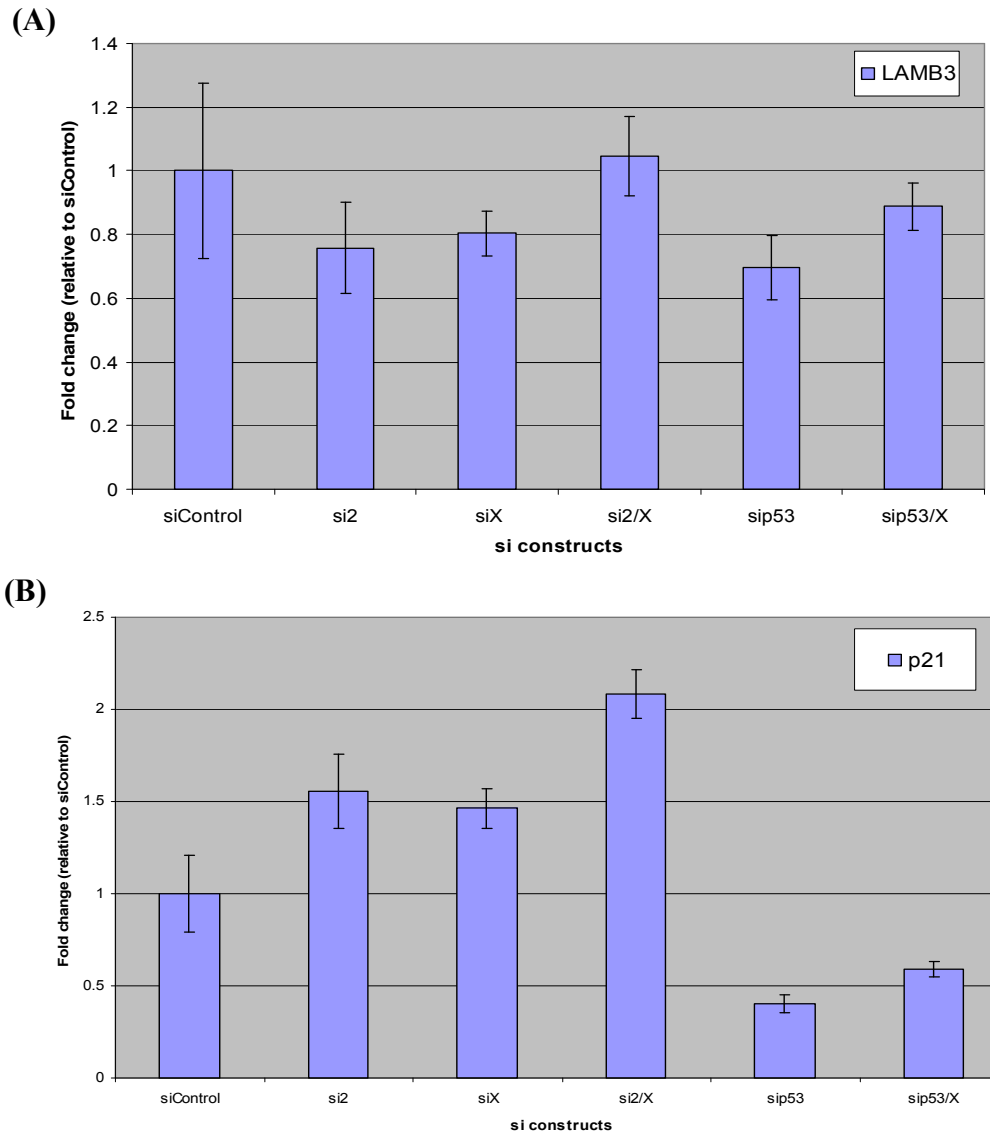 (A)
LAMB3
Fold change (relative to siControl)
1.4
1.2
1
0.8
0.6
0.4
0.2
0
siControl si2 siX si2/X sip53 sip53/X
si constructs
(B)
p21
Fold change (relative to siControl)
2.5
2
1.5
1
0.5
0
siControl si2 siX si2/X sip53 sip53/X
si constructs